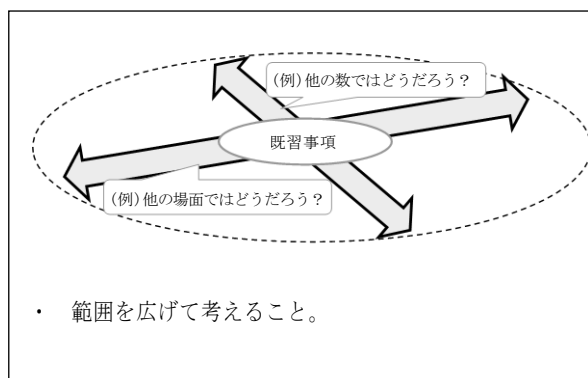 (例)他の数ではどうだろう？
既習事項
(例)他の場面ではどうだろう？
・ 範囲を広げて考えること。